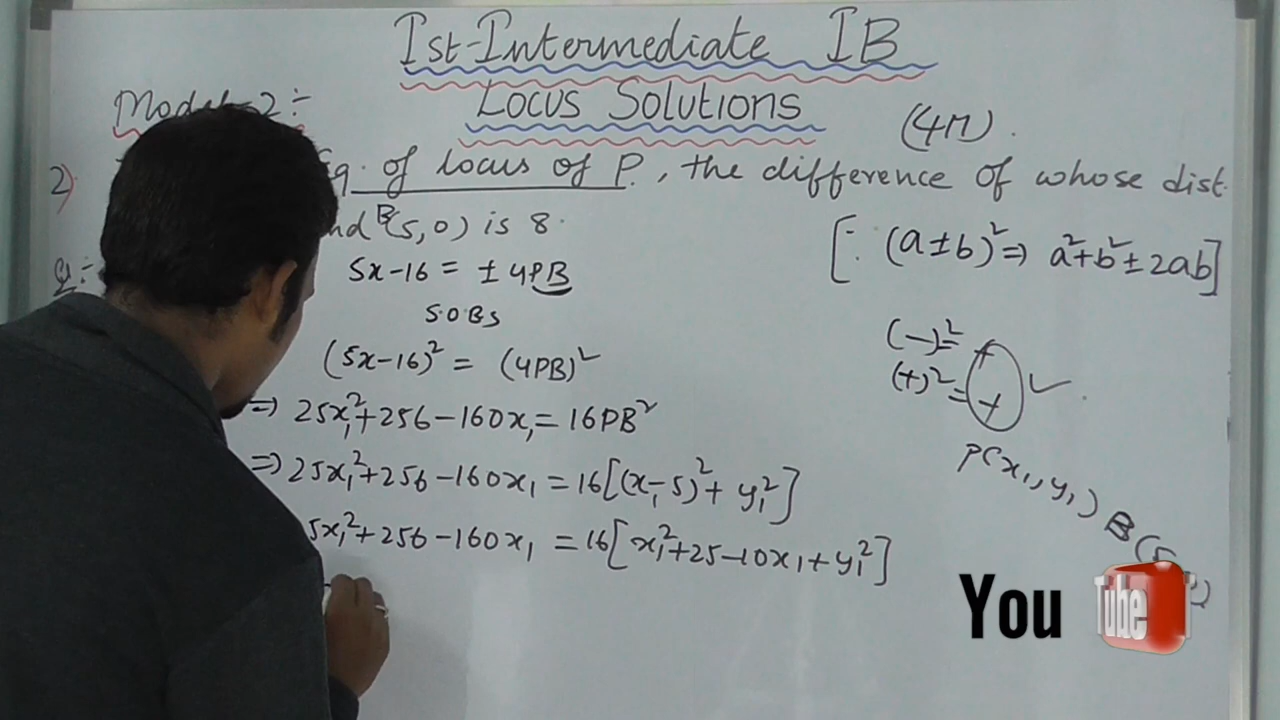 Ist-Intermediate IB
Locus Solutions
Model-2:-
(4M).
2) Eq. of locus of P, the difference of whose dist.
and B(5,0) is 8.
[∵ (a±b)² ⇒ a²+b²±2ab]
5x-16 = ±4PB
S.O.B.S
(5x-16)² = (4PB)²
(-)² = +
(+)² = +
⇒ 25x₁²+256-160x₁ = 16PB²
⇒ 25x₁²+256-160x₁ = 16[(x₁-5)²+y₁²]
P(x₁,y₁) B(5,
5x₁²+256-160x₁ = 16[x₁²+25-10x₁+y₁²]
You Tube